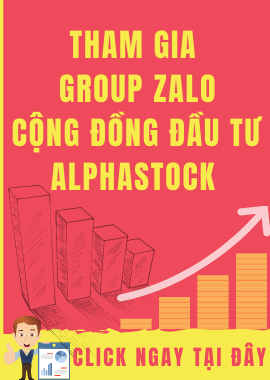 THAM GIA
GROUP ZALO
CỘNG ĐỒNG ĐẦU TƯ
ALPHASTOCK
CLICK NGAY TẠI ĐÂY